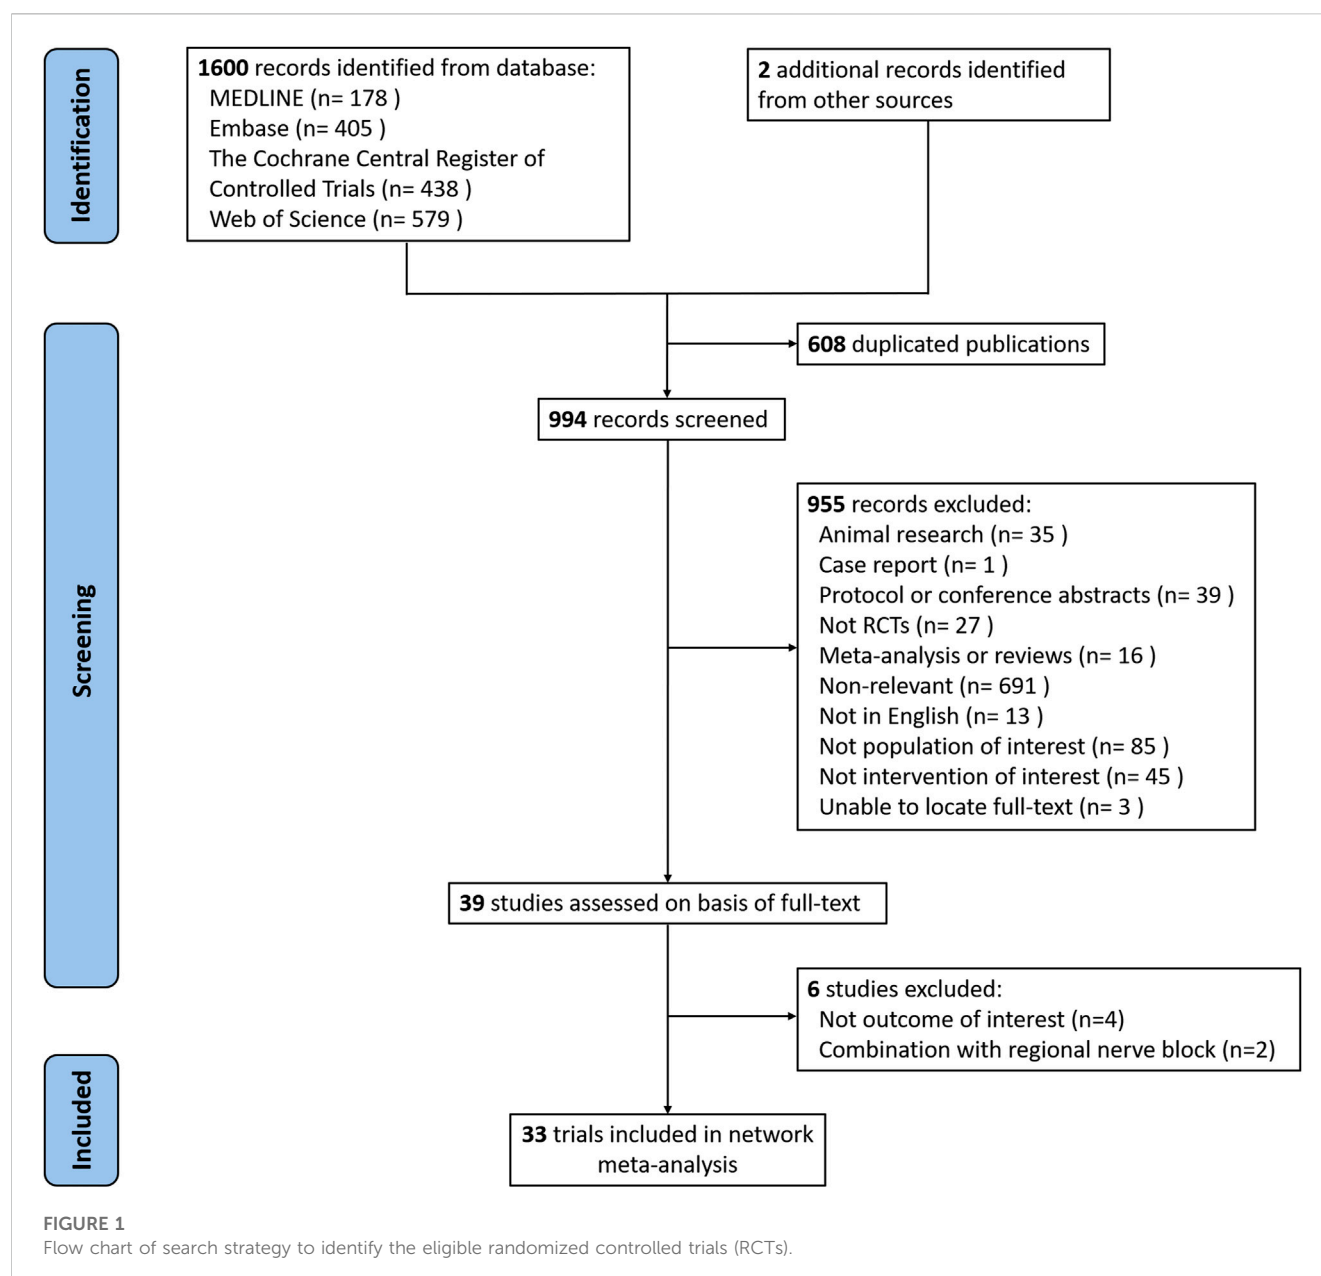 Identification
1600 records identified from database:
MEDLINE (n= 178 )
Embase (n= 405 )
The Cochrane Central Register of
Controlled Trials (n= 438 )
Web of Science (n= 579 )
2 additional records identified
from other sources
Screening
608 duplicated publications
994 records screened
955 records excluded:
Animal research (n= 35 )
Case report (n= 1 )
Protocol or conference abstracts (n= 39 )
Not RCTs (n= 27 )
Meta-analysis or reviews (n= 16 )
Non-relevant (n= 691 )
Not in English (n= 13 )
Not population of interest (n= 85 )
Not intervention of interest (n= 45 )
Unable to locate full-text (n= 3 )
39 studies assessed on basis of full-text
6 studies excluded:
Not outcome of interest (n=4)
Combination with regional nerve block (n=2)
Included
33 trials included in network
meta-analysis
FIGURE 1
Flow chart of search strategy to identify the eligible randomized controlled trials (RCTs).